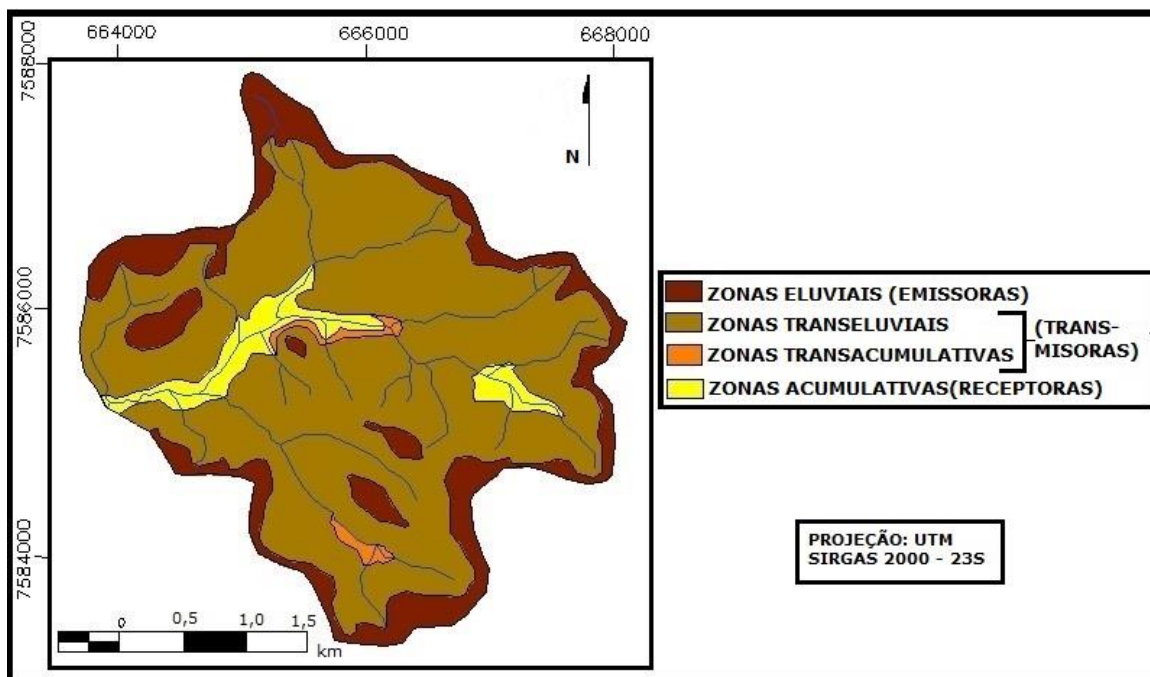 664000 666000 668000
7588000
7586000
7584000
N
0 0,5 1,0 1,5
km
ZONAS ELUVIAIS (EMISSORAS)
ZONAS TRANSELUVIAIS
ZONAS TRANSACUMULATIVAS
(TRANS-
MISORAS)
ZONAS ACUMULATIVAS(RECEPTORAS)
PROJEÇÃO: UTM
SIRGAS 2000 - 23S